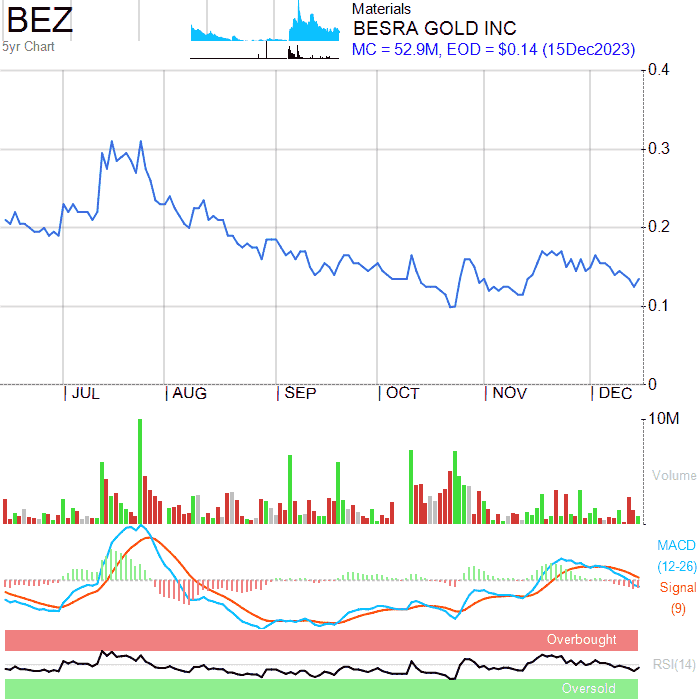 BEZ
5yr Chart
Materials
BESRA GOLD INC
MC = 52.9M, EOD = $0.14 (15Dec2023)
0.4
0.3
0.2
0.1
0
JUL AUG SEP OCT NOV DEC
10M
Volume
MACD
(12-26)
Signal
(9)
Overbought
RSI(14)
Oversold